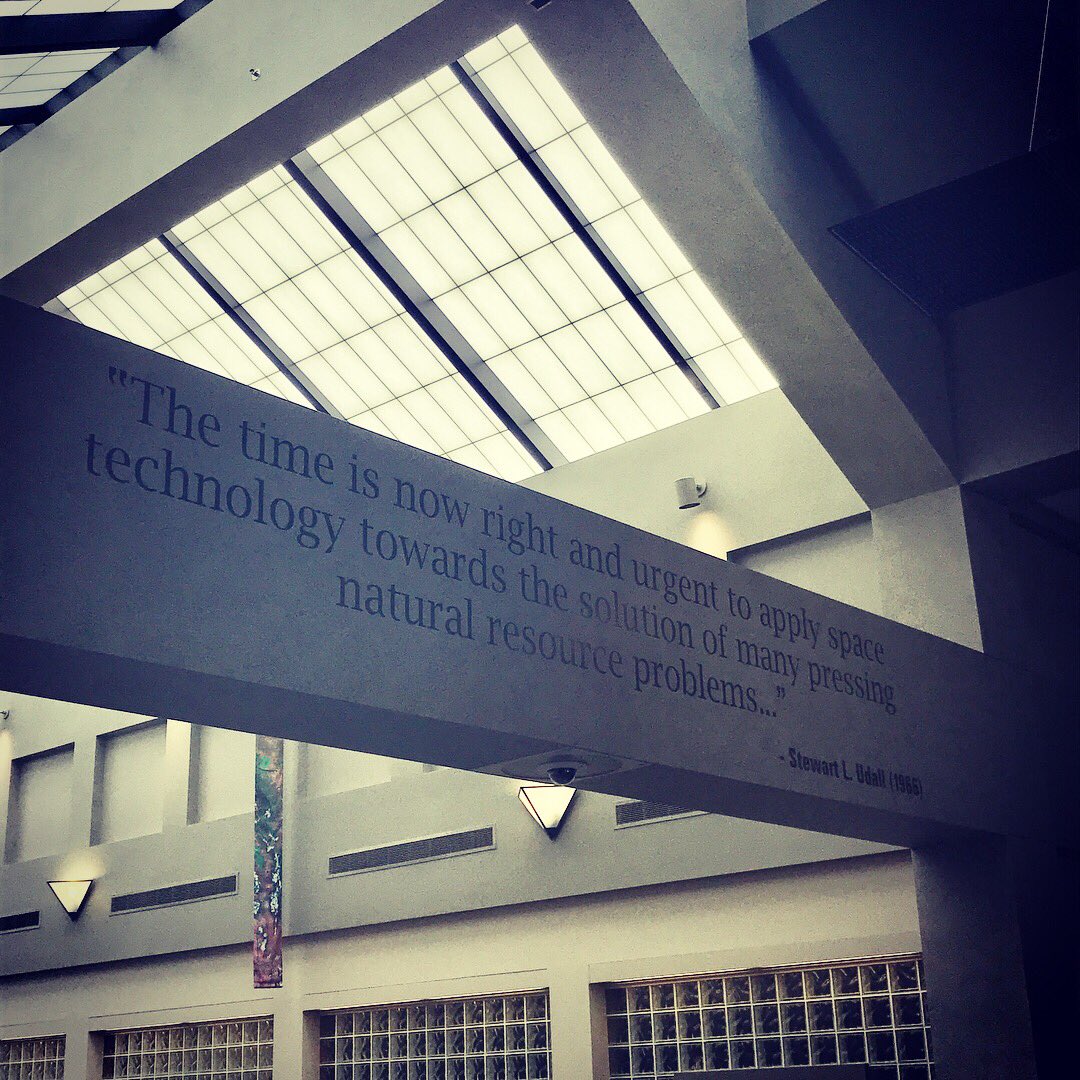 "The time is now right and urgent to apply space
technology towards the solution of many pressing
natural resource problems..."
- Stewart L. Udall (1966)